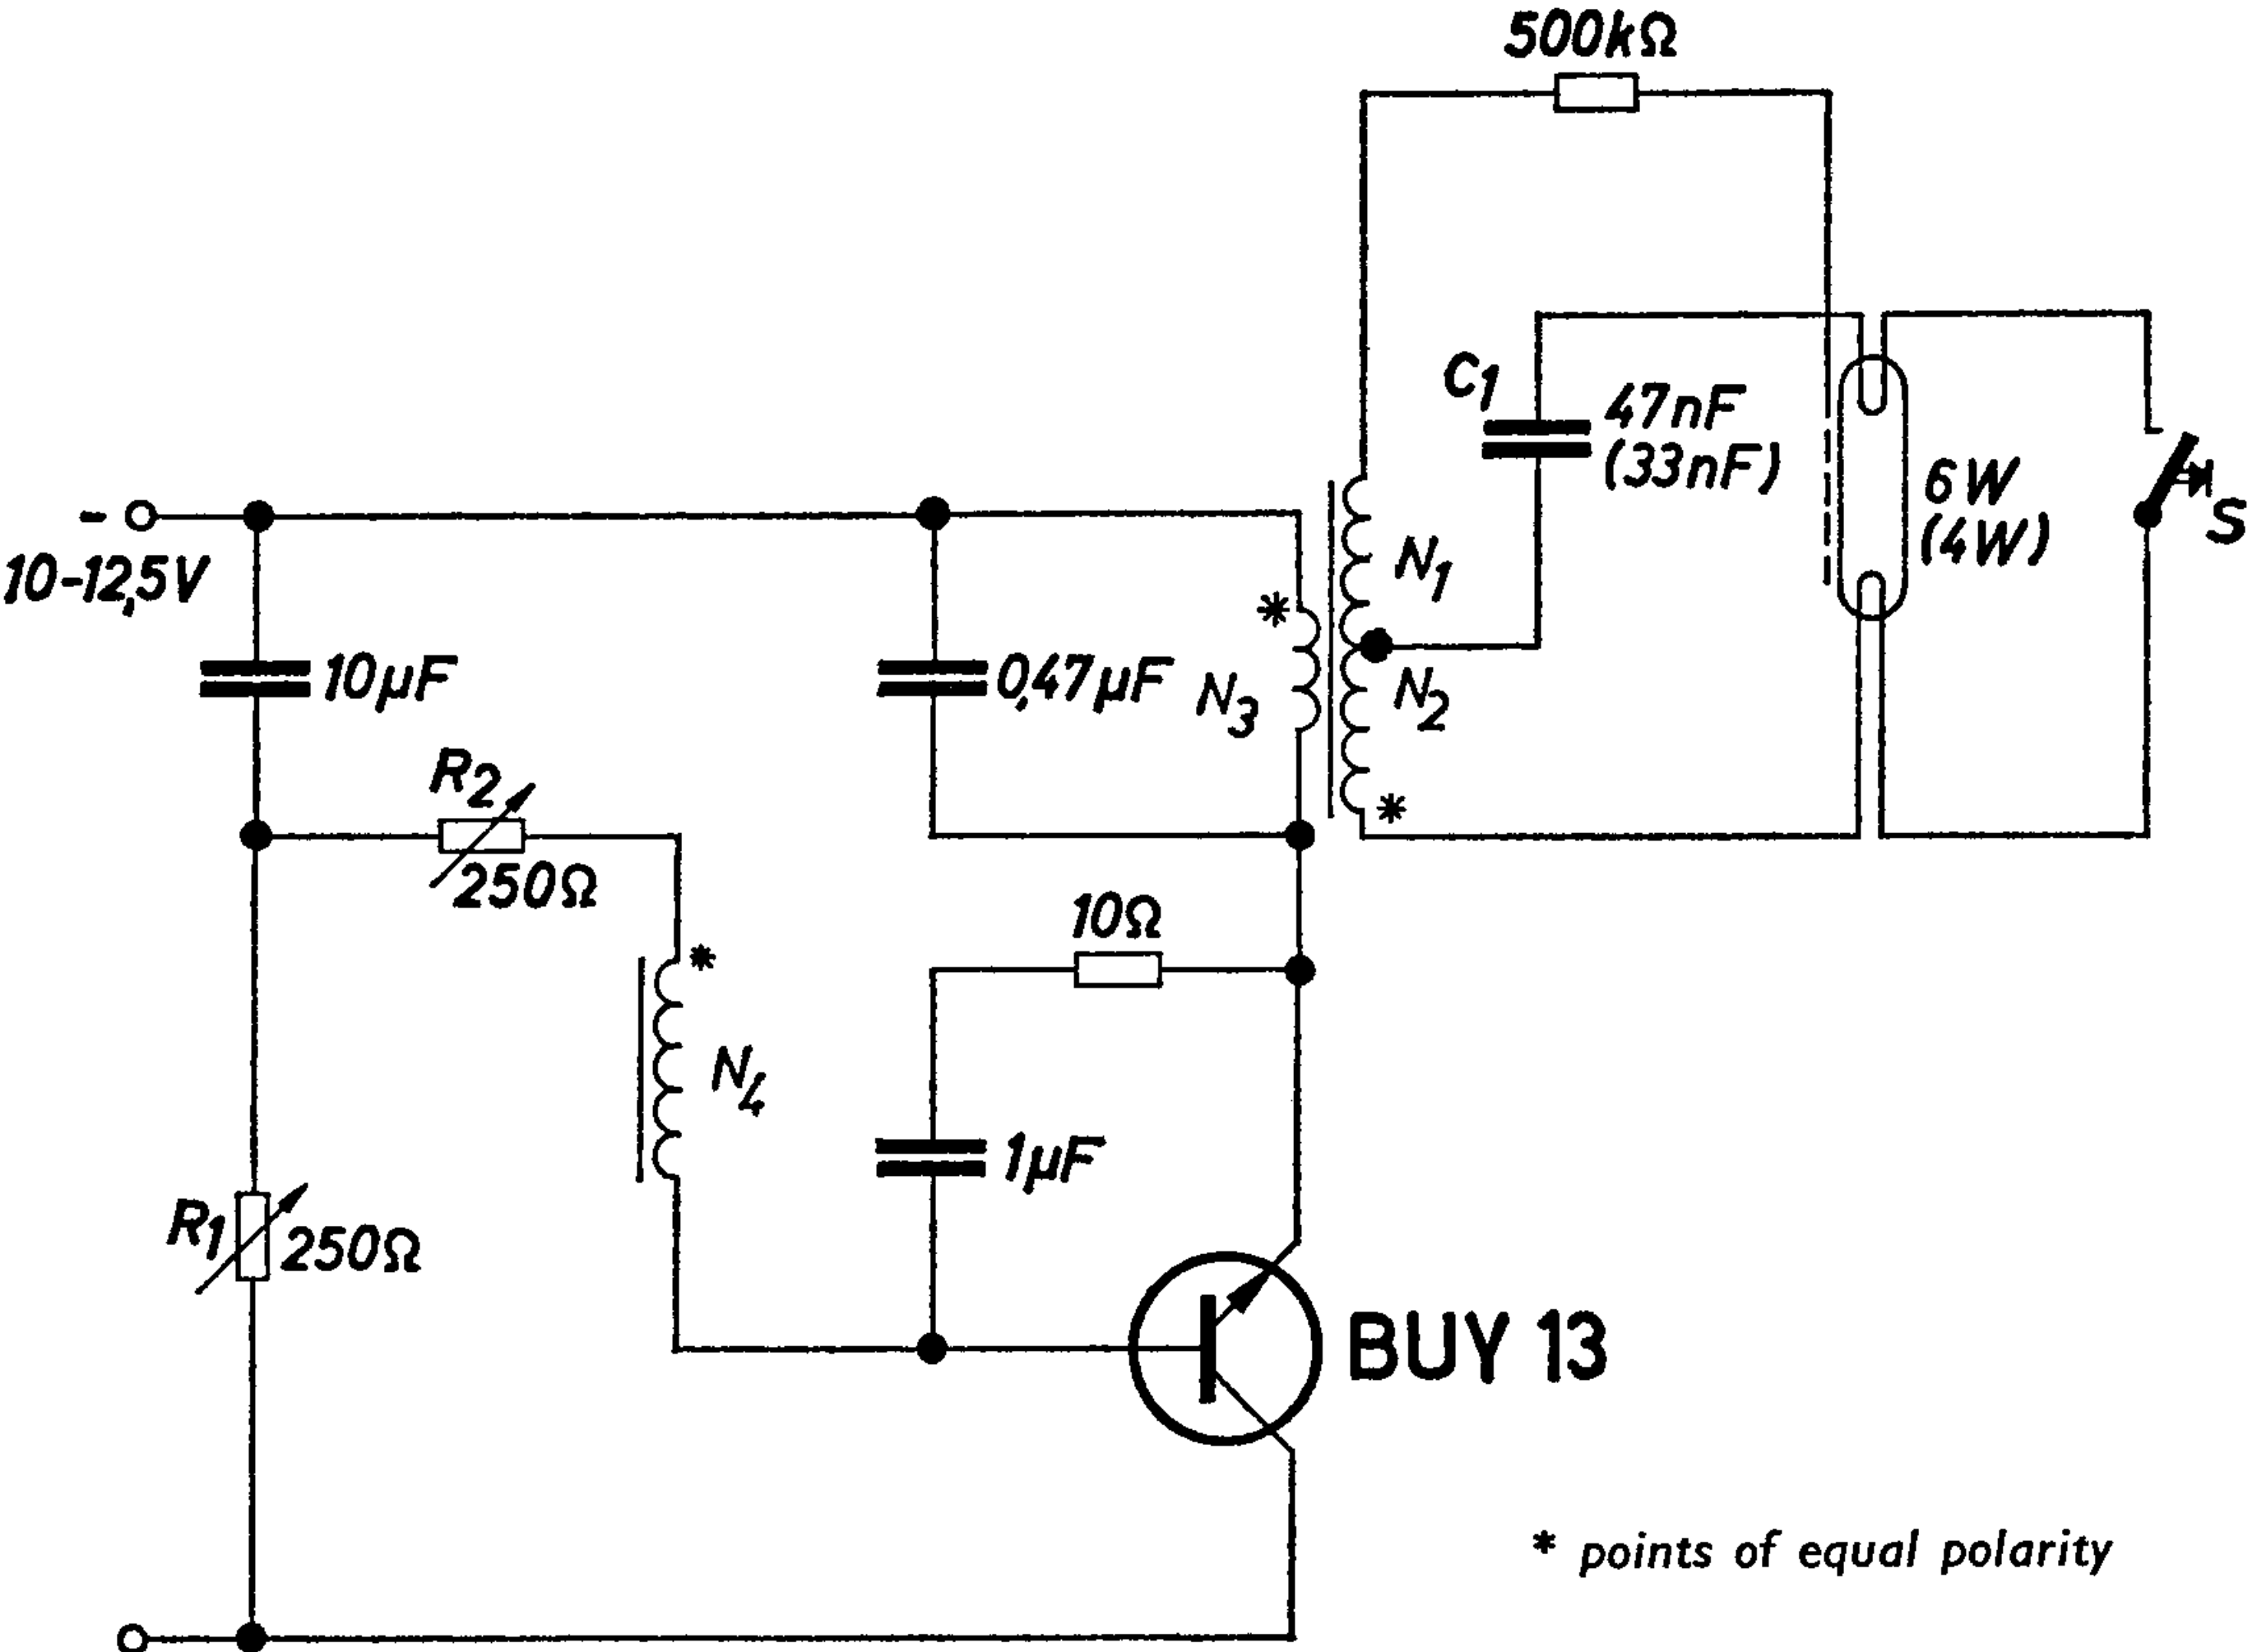 500kΩ
C1
47nF
(33nF)
6W
(4W)
S
-
10-12,5V
N1
N2
N3
*
*
10µF
0,47µF
R2
250Ω
*
N4
10Ω
1µF
R1
250Ω
BUY 13
* points of equal polarity